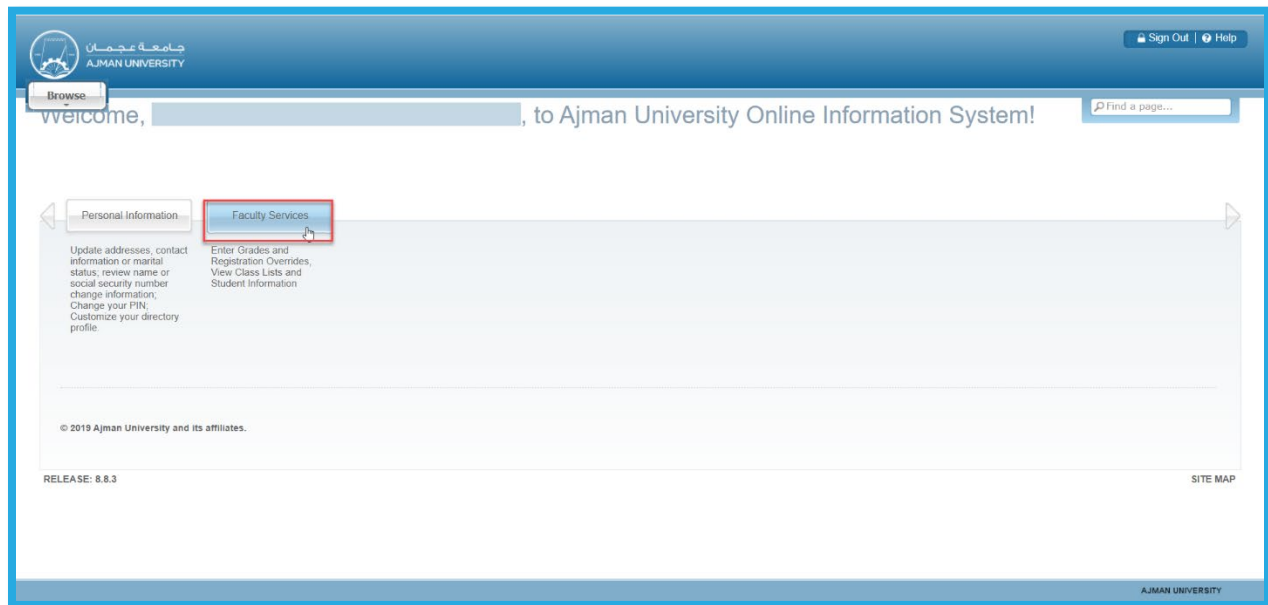 جامعة عجمان
AJMAN UNIVERSITY
Sign Out | Help
Browse
Welcome, , to Ajman University Online Information System!
Find a page...
Personal Information
Faculty Services
Update addresses, contact
information or marital
status; review name or
social security number
change information;
Change your PIN;
Customize your directory
profile.
Enter Grades and
Registration Overrides,
View Class Lists and
Student Information
© 2019 Ajman University and its affiliates.
RELEASE: 8.8.3
SITE MAP
AJMAN UNIVERSITY